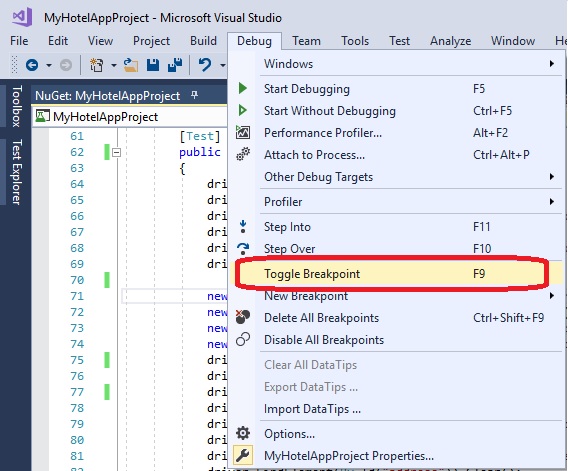 MyHotelAppProject - Microsoft Visual Studio
File Edit View Project Build Debug Team Tools Test Analyze Window Help
NuGet: MyHotelAppProject
MyHotelAppProject
Toolbox
Test Explorer
61 [Test]
62 public
63 {
64 dri
65 dri
66 dri
67 dri
68 dri
69 dri
70
71 new
72 new
73 new
74 new
75 dri
76 dri
77 dri
78 dri
79 dri
80 dri
81 dri
Windows
Start Debugging F5
Start Without Debugging Ctrl+F5
Performance Profiler... Alt+F2
Attach to Process... Ctrl+Alt+P
Other Debug Targets
Profiler
Step Into F11
Step Over F10
Toggle Breakpoint F9
New Breakpoint
Delete All Breakpoints Ctrl+Shift+F9
Disable All Breakpoints
Clear All DataTips
Export DataTips ...
Import DataTips ...
Options...
MyHotelAppProject Properties...